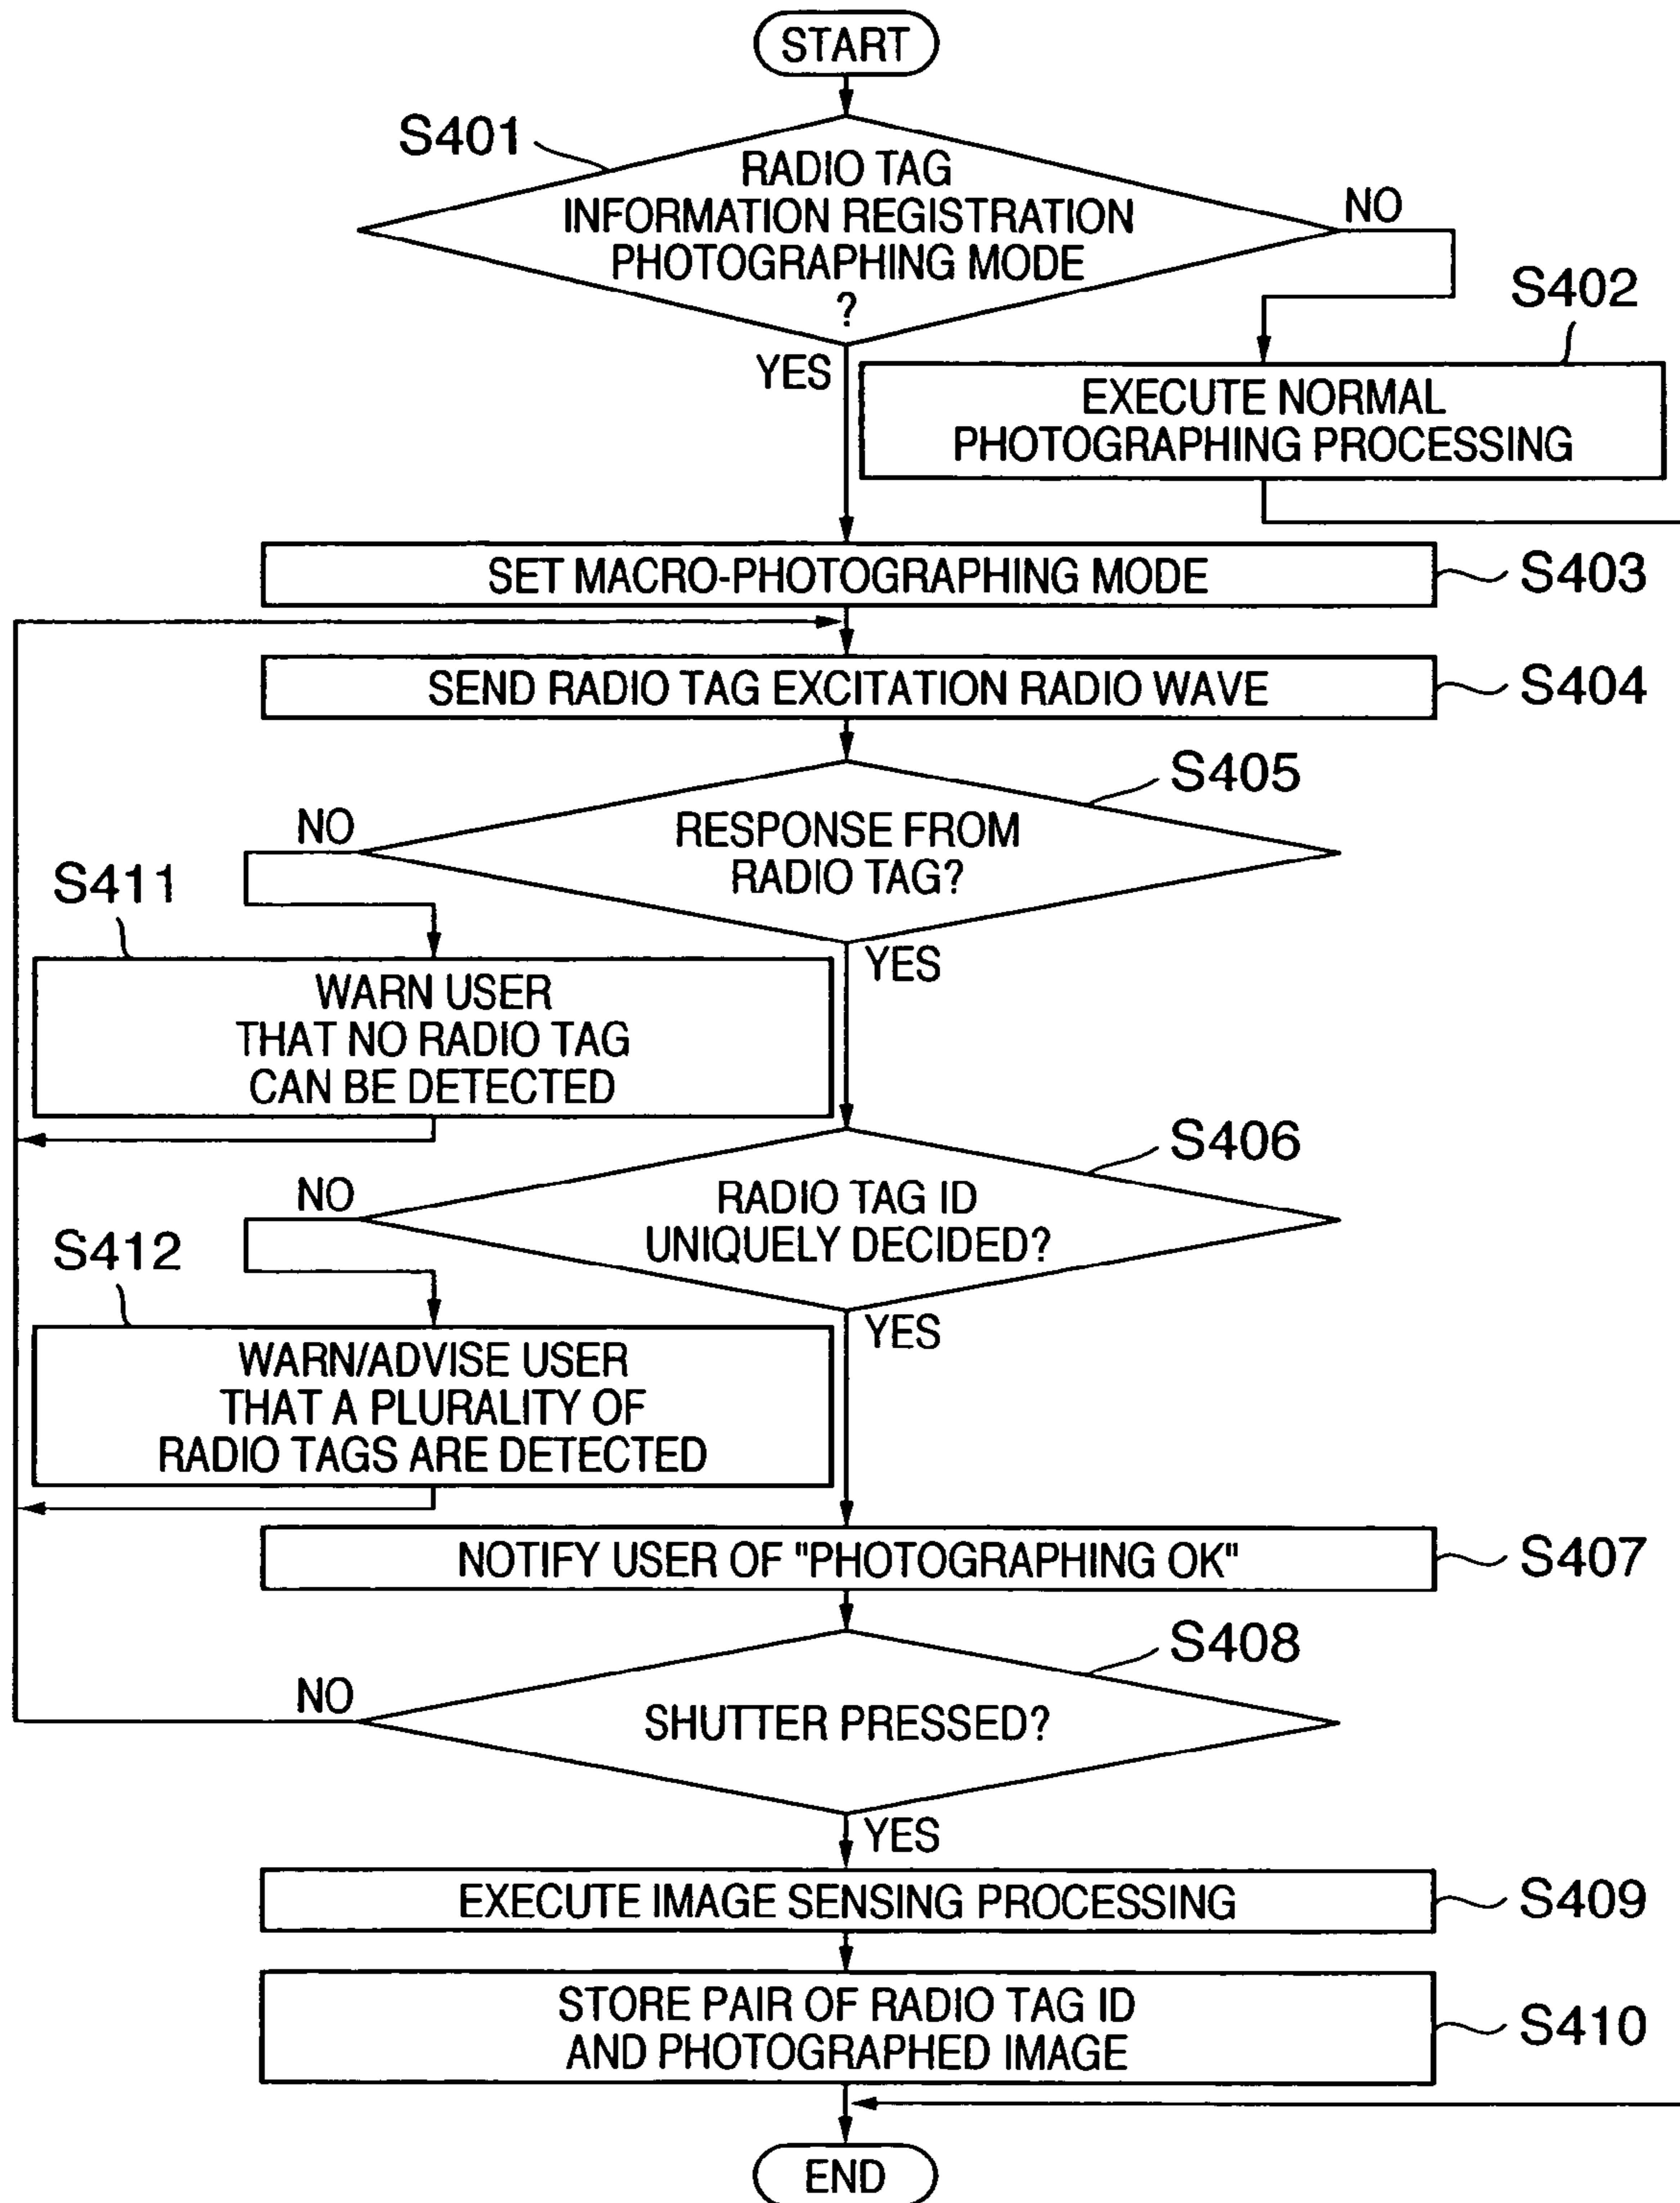 START
S401
RADIO TAG
INFORMATION REGISTRATION
PHOTOGRAPHING MODE
?
NO
YES
S402
EXECUTE NORMAL
PHOTOGRAPHING PROCESSING
SET MACRO-PHOTOGRAPHING MODE
S403
SEND RADIO TAG EXCITATION RADIO WAVE
S404
S405
RESPONSE FROM
RADIO TAG?
NO
YES
S411
WARN USER
THAT NO RADIO TAG
CAN BE DETECTED
S406
RADIO TAG ID
UNIQUELY DECIDED?
NO
YES
S412
WARN/ADVISE USER
THAT A PLURALITY OF
RADIO TAGS ARE DETECTED
NOTIFY USER OF "PHOTOGRAPHING OK"
S407
S408
SHUTTER PRESSED?
NO
YES
EXECUTE IMAGE SENSING PROCESSING
S409
STORE PAIR OF RADIO TAG ID
AND PHOTOGRAPHED IMAGE
S410
END